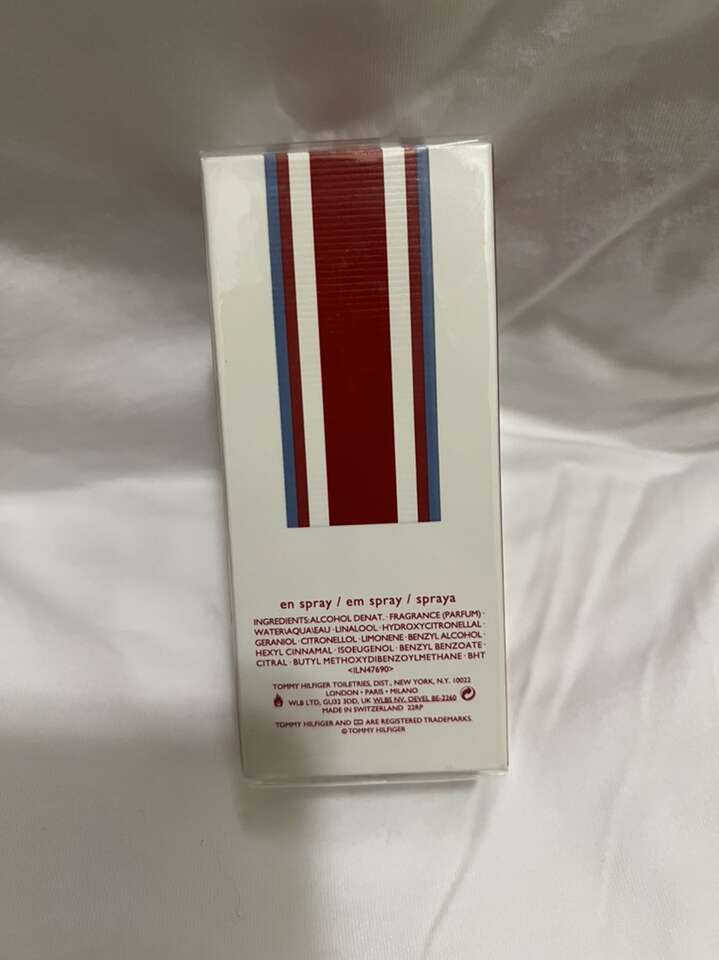 en spray / em spray / spraya
INGREDIENTS:ALCOHOL DENAT. · FRAGRANCE (PARFUM) ·
WATER\AQUA\EAU · LINALOOL · HYDROXYCITRONELLAL ·
GERANIOL · CITRONELLOL · LIMONENE · BENZYL ALCOHOL ·
HEXYL CINNAMAL · ISOEUGENOL · BENZYL BENZOATE ·
CITRAL · BUTYL METHOXYDIBENZOYLMETHANE · BHT
<ILN47690>
TOMMY HILFIGER TOILETRIES, DIST., NEW YORK, N.Y. 10022
LONDON · PARIS · MILANO
WLB LTD, GU32 3DD, UK WLBS NV, OEVEL BE-2260
MADE IN SWITZERLAND 22RP
TOMMY HILFIGER AND ARE REGISTERED TRADEMARKS.
© TOMMY HILFIGER